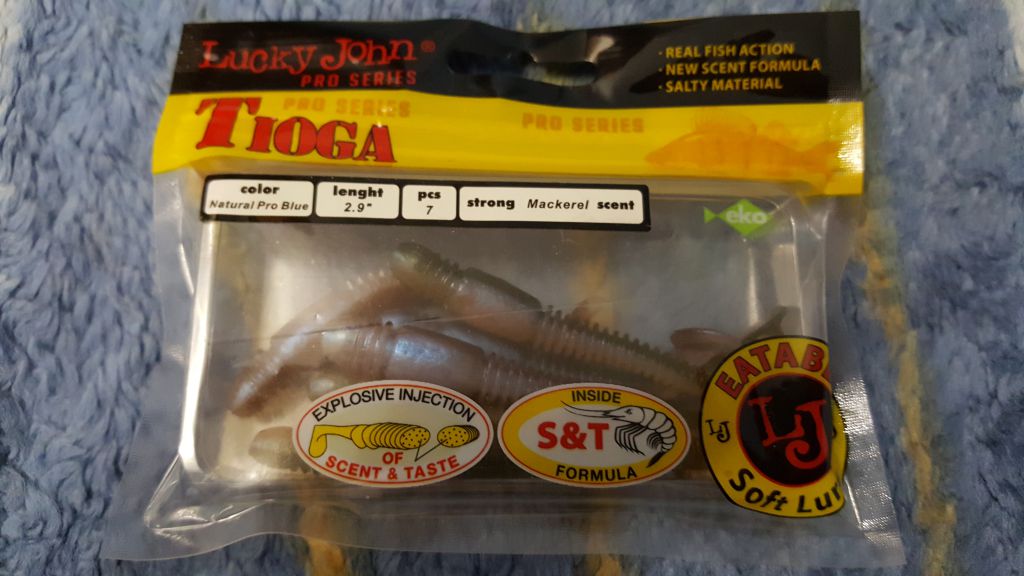 Lucky John®
PRO SERIES
· REAL FISH ACTION
· NEW SCENT FORMULA
· SALTY MATERIAL
PRO SERIES
TIOGA
PRO SERIES
color
Natural Pro Blue
lenght
2.9"
pcs
7
strong Mackerel scent
eko
EXPLOSIVE INJECTION
OF
SCENT & TASTE
INSIDE
S&T
FORMULA
EATAB
LJ
LJ
Soft Lu